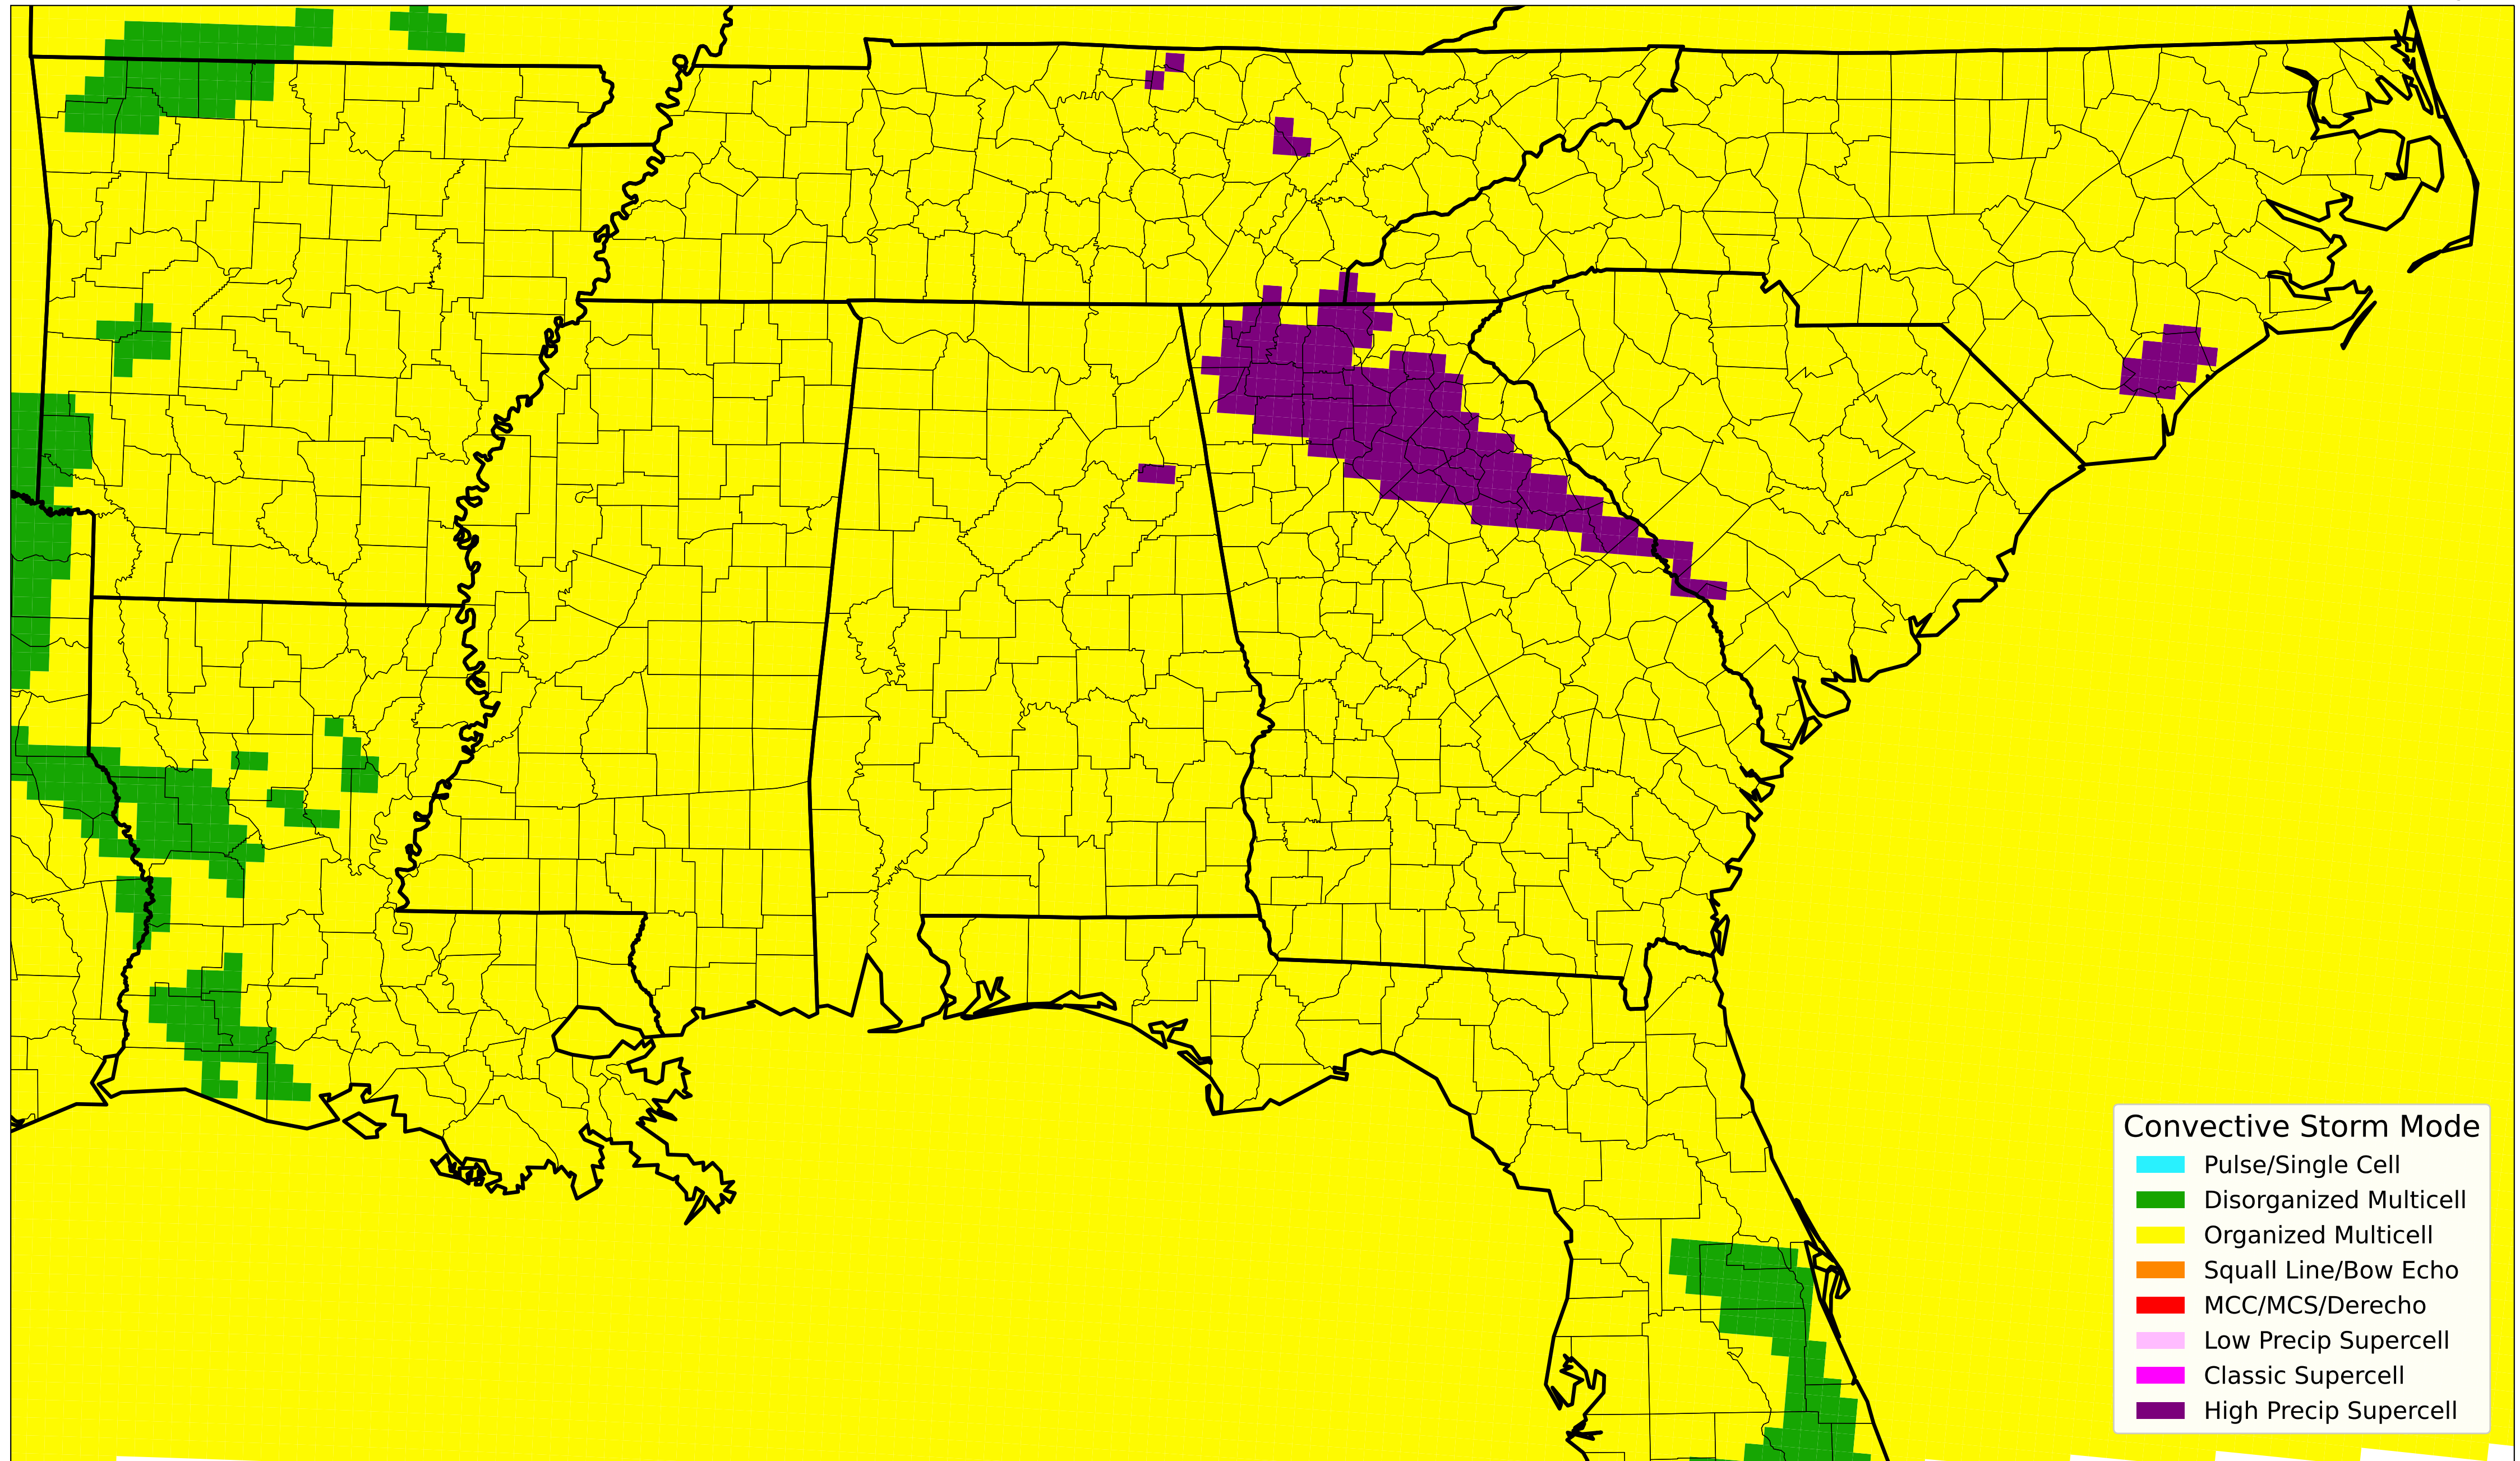 Convective Storm Mode
Pulse/Single Cell
Disorganized Multicell
Organized Multicell
Squall Line/Bow Echo
MCC/MCS/Derecho
Low Precip Supercell
Classic Supercell
High Precip Supercell